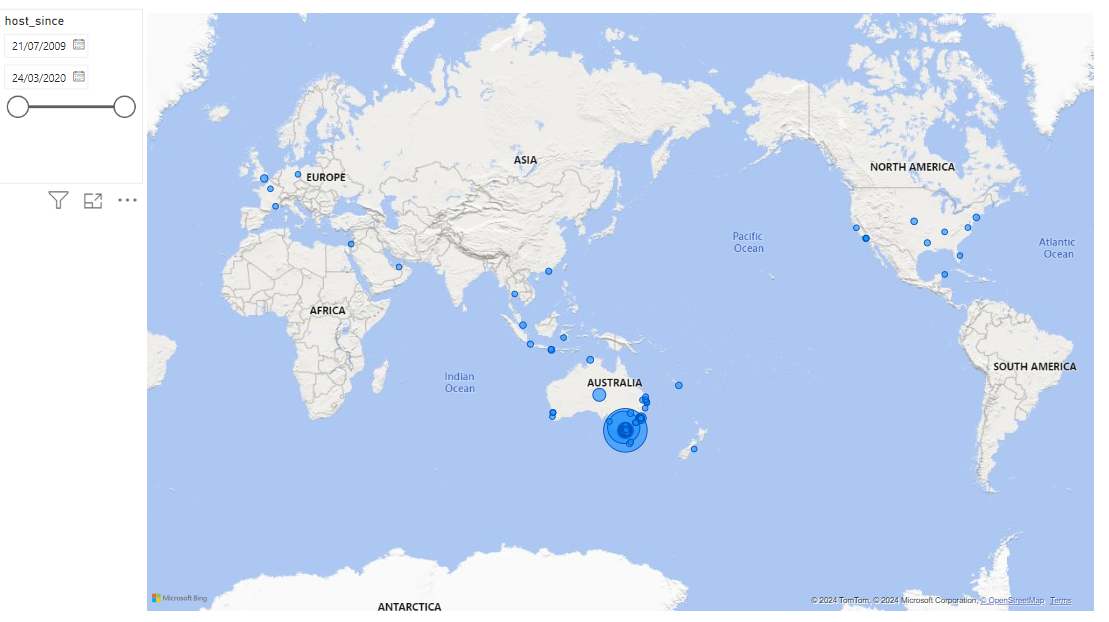 host_since
21/07/2009
24/03/2020
ASIA
EUROPE
NORTH AMERICA
Pacific
Ocean
Atlantic
Ocean
AFRICA
Indian
Ocean
AUSTRALIA
SOUTH AMERICA
ANTARCTICA
Microsoft Bing
© 2024 TomTom, © 2024 Microsoft Corporation, © OpenStreetMap Terms